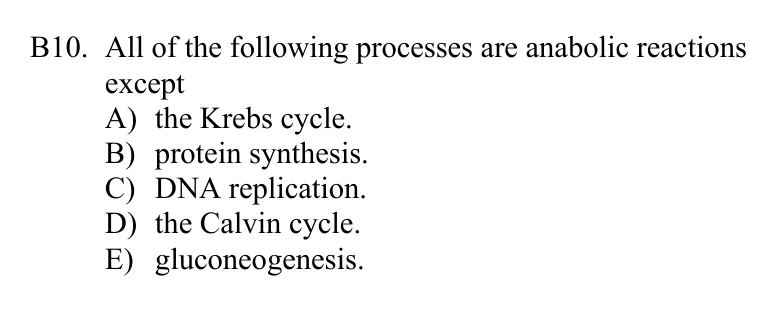 B10. All of the following processes are anabolic reactions
except
A) the Krebs cycle.
B) protein synthesis.
C) DNA replication.
D) the Calvin cycle.
E) gluconeogenesis.